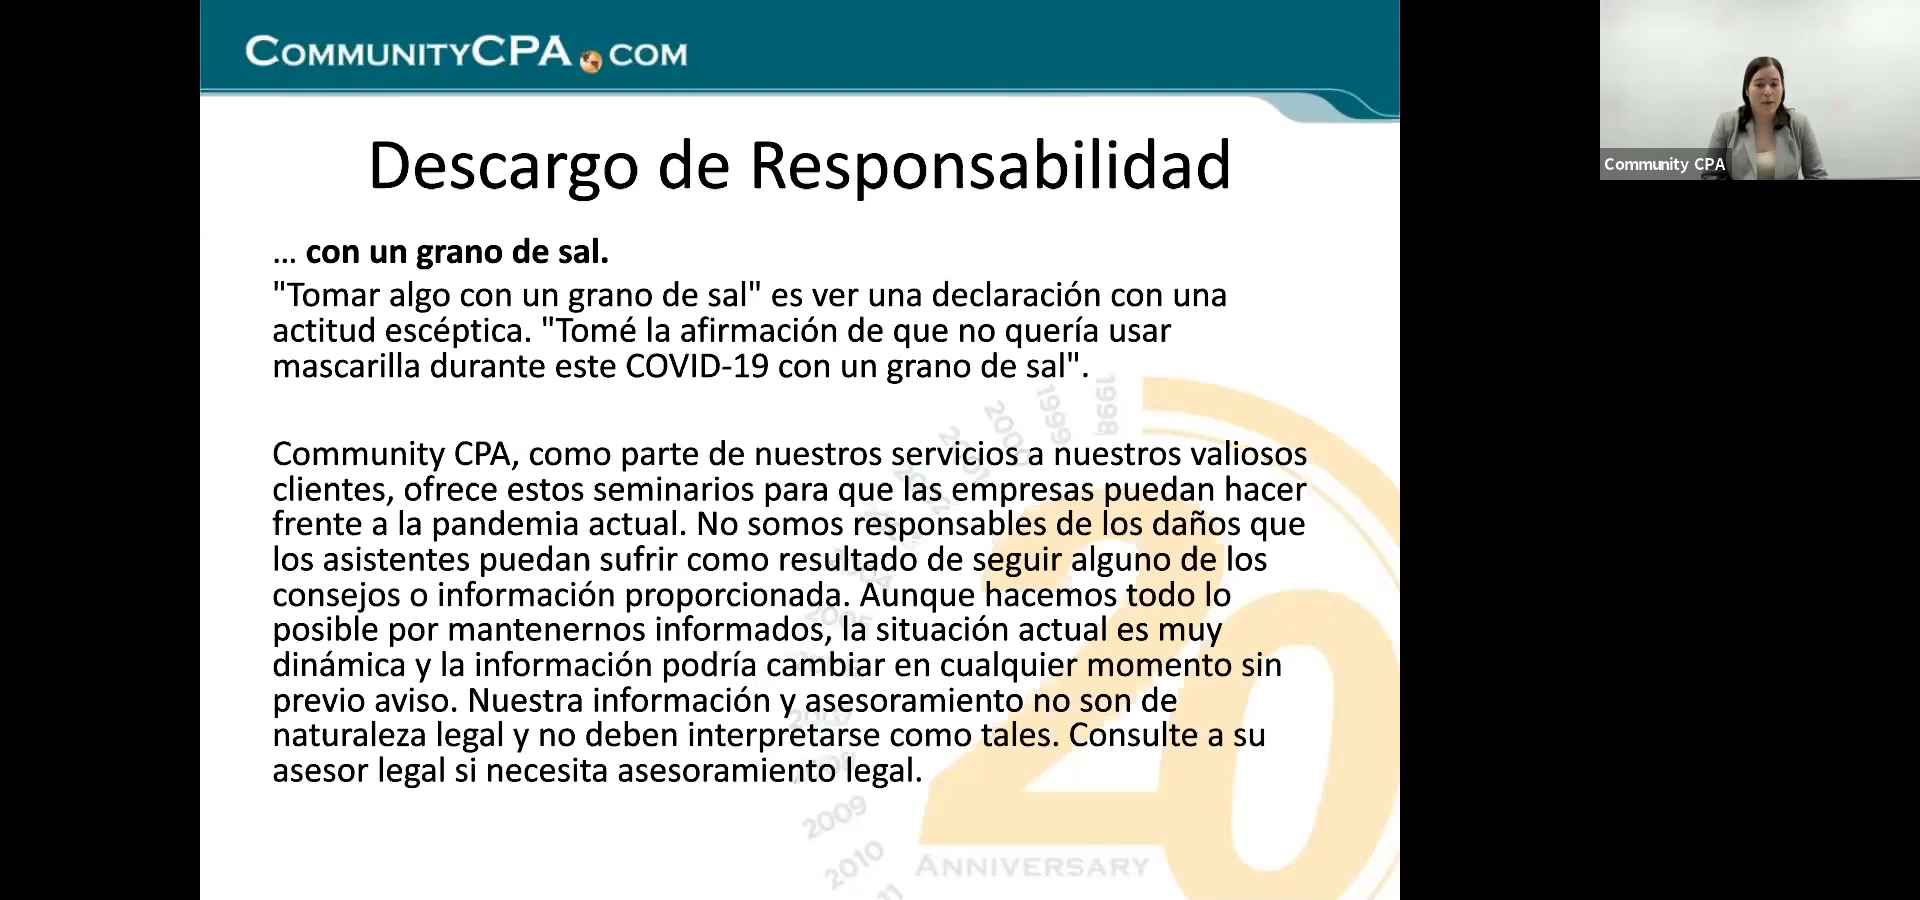 COMMUNITYCPA.COM
Descargo de Responsabilidad
... con un grano de sal.
"Tomar algo con un grano de sal" es ver una declaración con una
actitud escéptica. "Tomé la afirmación de que no quería usar
mascarilla durante este COVID-19 con un grano de sal".
Community CPA, como parte de nuestros servicios a nuestros valiosos
clientes, ofrece estos seminarios para que las empresas puedan hacer
frente a la pandemia actual. No somos responsables de los daños que
los asistentes puedan sufrir como resultado de seguir alguno de los
consejos o información proporcionada. Aunque hacemos todo lo
posible por mantenernos informados, la situación actual es muy
dinámica y la información podría cambiar en cualquier momento sin
previo aviso. Nuestra información y asesoramiento no son de
naturaleza legal y no deben interpretarse como tales. Consulte a su
asesor legal si necesita asesoramiento legal.
1998
1999
2000
2009
2010
20
ANNIVERSARY
Community CPA